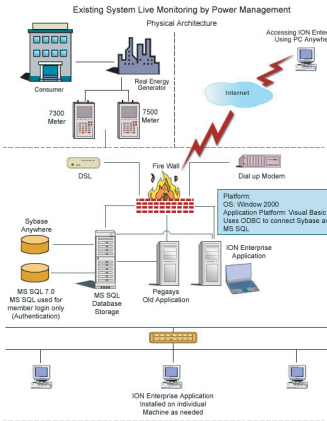 Existing System Live Monitoring by Power Management
Physical Architecture
Accessing ION Enter
Using PC Anywhe
Consumer
Real Energy
Generator
Internet
7300
Meter
7500
Meter
DSL
Fire Wall
Dial up Modem
Platform:
OS: Window 2000
Application Platform: Visual Basic
Uses ODBC to connect Sybase a
MS SQL
Sybase
Anywhere
ION Enterprise
Application
MS SQL 7.0
MS SQL used for
member login only
(Authentication)
MS SQL
Database
Storage
Pegasys
Old Application
ION Enterprise Application
Installed on individual
Machine as needed